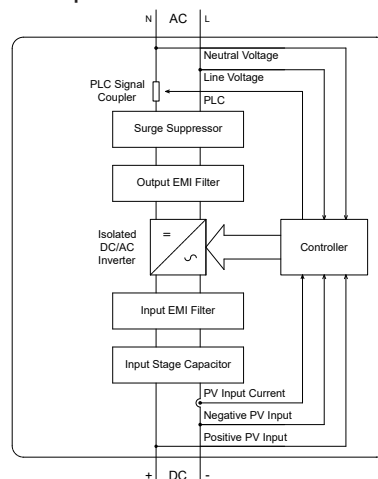 N AC L
Neutral Voltage
Line Voltage
PLC Signal
Coupler
PLC
Surge Suppressor
Output EMI Filter
Isolated
DC/AC
Inverter
=
Controller
Input EMI Filter
Input Stage Capacitor
PV Input Current
Negative PV Input
Positive PV Input
+ DC -